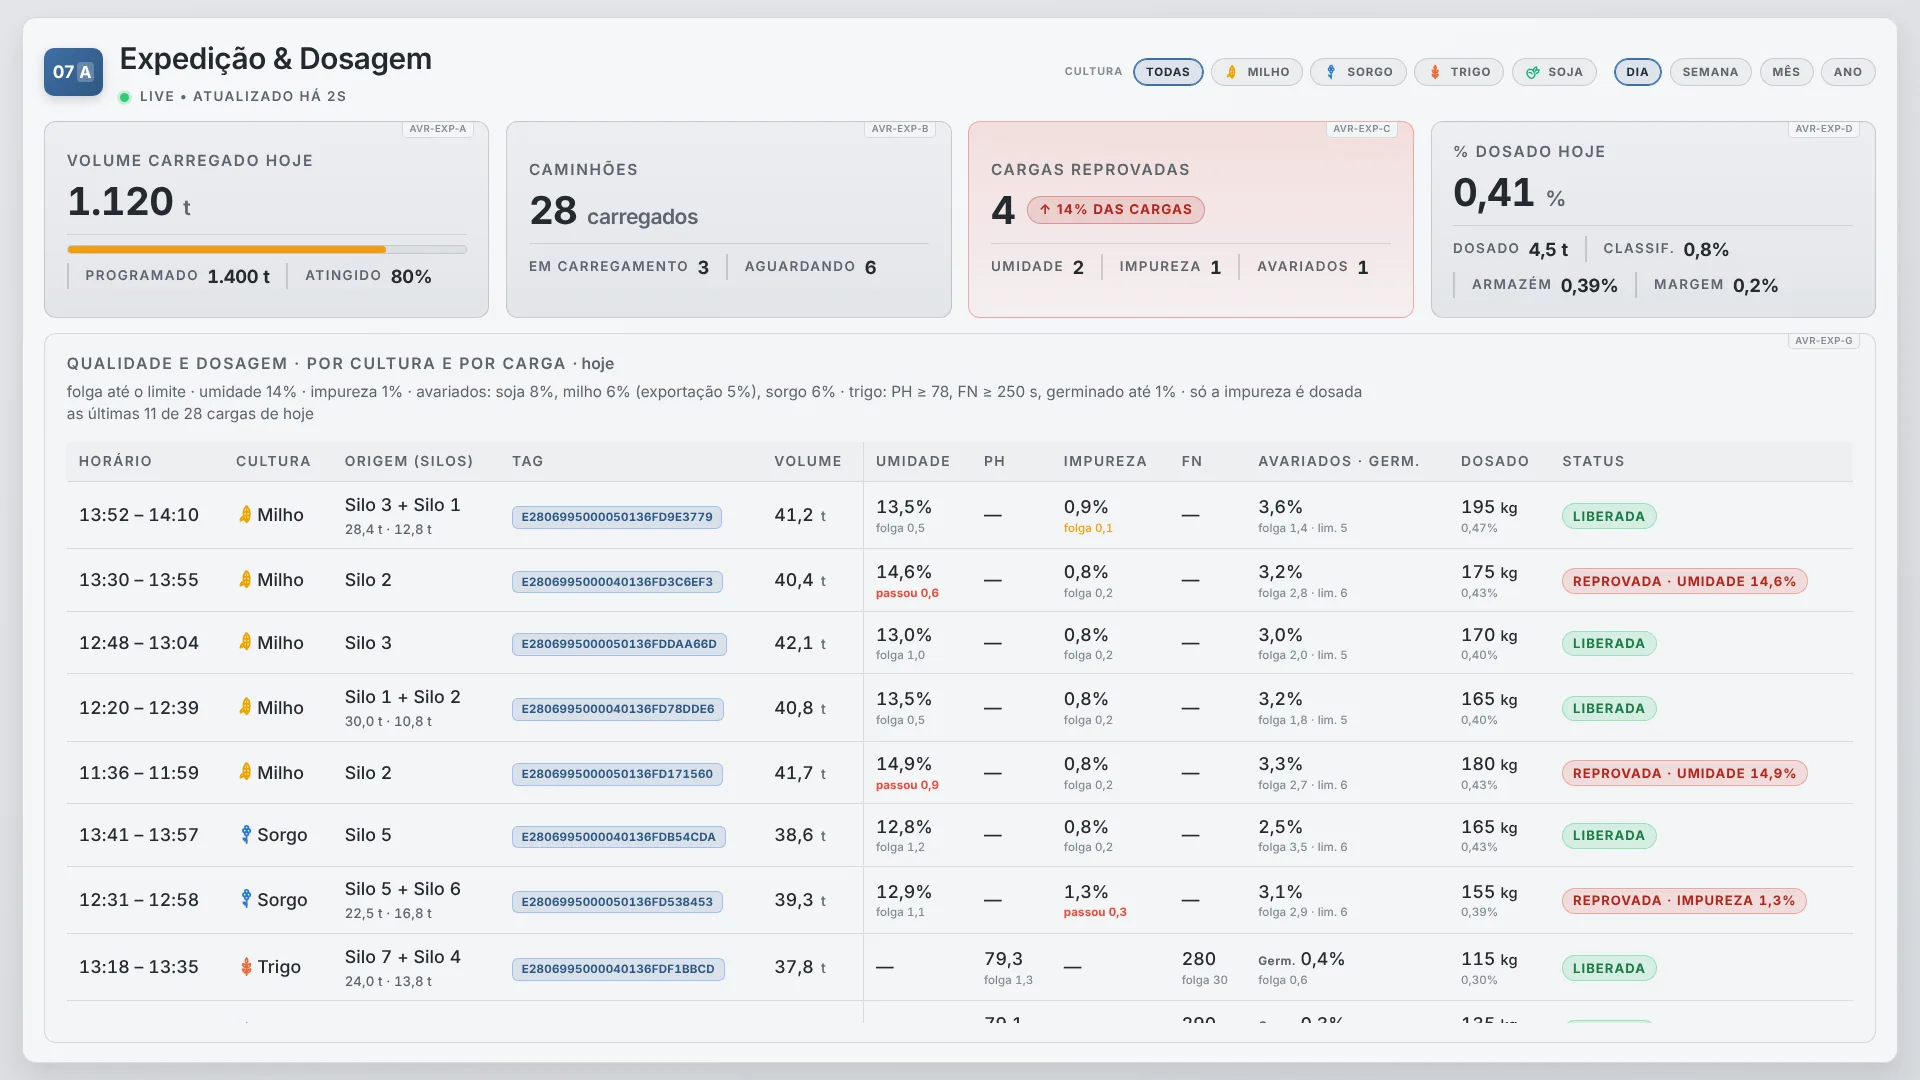 07 A
Expedição & Dosagem
LIVE • ATUALIZADO HÁ 2S
CULTURA TODAS MILHO SORGO TRIGO SOJA DIA SEMANA MÊS ANO
AVR-EXP-A
VOLUME CARREGADO HOJE
1.120 t
PROGRAMADO 1.400 t ATINGIDO 80%
AVR-EXP-B
CAMINHÕES
28 carregados
EM CARREGAMENTO 3 AGUARDANDO 6
AVR-EXP-C
CARGAS REPROVADAS
4 ↑ 14% DAS CARGAS
UMIDADE 2 IMPUREZA 1 AVARIADOS 1
AVR-EXP-D
% DOSADO HOJE
0,41 %
DOSADO 4,5 t CLASSIF. 0,8%
ARMAZÉM 0,39% MARGEM 0,2%
AVR-EXP-G
QUALIDADE E DOSAGEM · POR CULTURA E POR CARGA · hoje
folga até o limite · umidade 14% · impureza 1% · avariados: soja 8%, milho 6% (exportação 5%), sorgo 6% · trigo: PH ≥ 78, FN ≥ 250 s, germinado até 1% · só a impureza é dosada
as últimas 11 de 28 cargas de hoje
HORÁRIO CULTURA ORIGEM (SILOS) TAG VOLUME UMIDADE PH IMPUREZA FN AVARIADOS · GERM. DOSADO STATUS
13:52 – 14:10 Milho Silo 3 + Silo 1 E2806995000050136FD9E3779 41,2 t 13,5% — 0,9% — 3,6% 195 kg LIBERADA
28,4 t · 12,8 t folga 0,5 folga 0,1 folga 1,4 · lim. 5 0,47%
13:30 – 13:55 Milho Silo 2 E2806995000040136FD3C6EF3 40,4 t 14,6% — 0,8% — 3,2% 175 kg REPROVADA · UMIDADE 14,6%
passou 0,6 folga 0,2 folga 2,8 · lim. 6 0,43%
12:48 – 13:04 Milho Silo 3 E2806995000050136FDDAA66D 42,1 t 13,0% — 0,8% — 3,0% 170 kg LIBERADA
folga 1,0 folga 0,2 folga 2,0 · lim. 5 0,40%
12:20 – 12:39 Milho Silo 1 + Silo 2 E2806995000040136FD78DDE6 40,8 t 13,5% — 0,8% — 3,2% 165 kg LIBERADA
30,0 t · 10,8 t folga 0,5 folga 0,2 folga 1,8 · lim. 5 0,40%
11:36 – 11:59 Milho Silo 2 E2806995000050136FD171560 41,7 t 14,9% — 0,8% — 3,3% 180 kg REPROVADA · UMIDADE 14,9%
passou 0,9 folga 0,2 folga 2,7 · lim. 6 0,43%
13:41 – 13:57 Sorgo Silo 5 E2806995000040136FDB54CDA 38,6 t 12,8% — 0,8% — 2,5% 165 kg LIBERADA
folga 1,2 folga 0,2 folga 3,5 · lim. 6 0,43%
12:31 – 12:58 Sorgo Silo 5 + Silo 6 E2806995000050136FD538453 39,3 t 12,9% — 1,3% — 3,1% 155 kg REPROVADA · IMPUREZA 1,3%
22,5 t · 16,8 t folga 1,1 passou 0,3 folga 2,9 · lim. 6 0,39%
13:18 – 13:35 Trigo Silo 7 + Silo 4 E2806995000040136FDF1BBCD 37,8 t — 79,3 — 280 Germ. 0,4% 115 kg LIBERADA
24,0 t · 13,8 t folga 1,3 folga 30 folga 0,6 0,30%
79,1 290 0,3% 135 kg